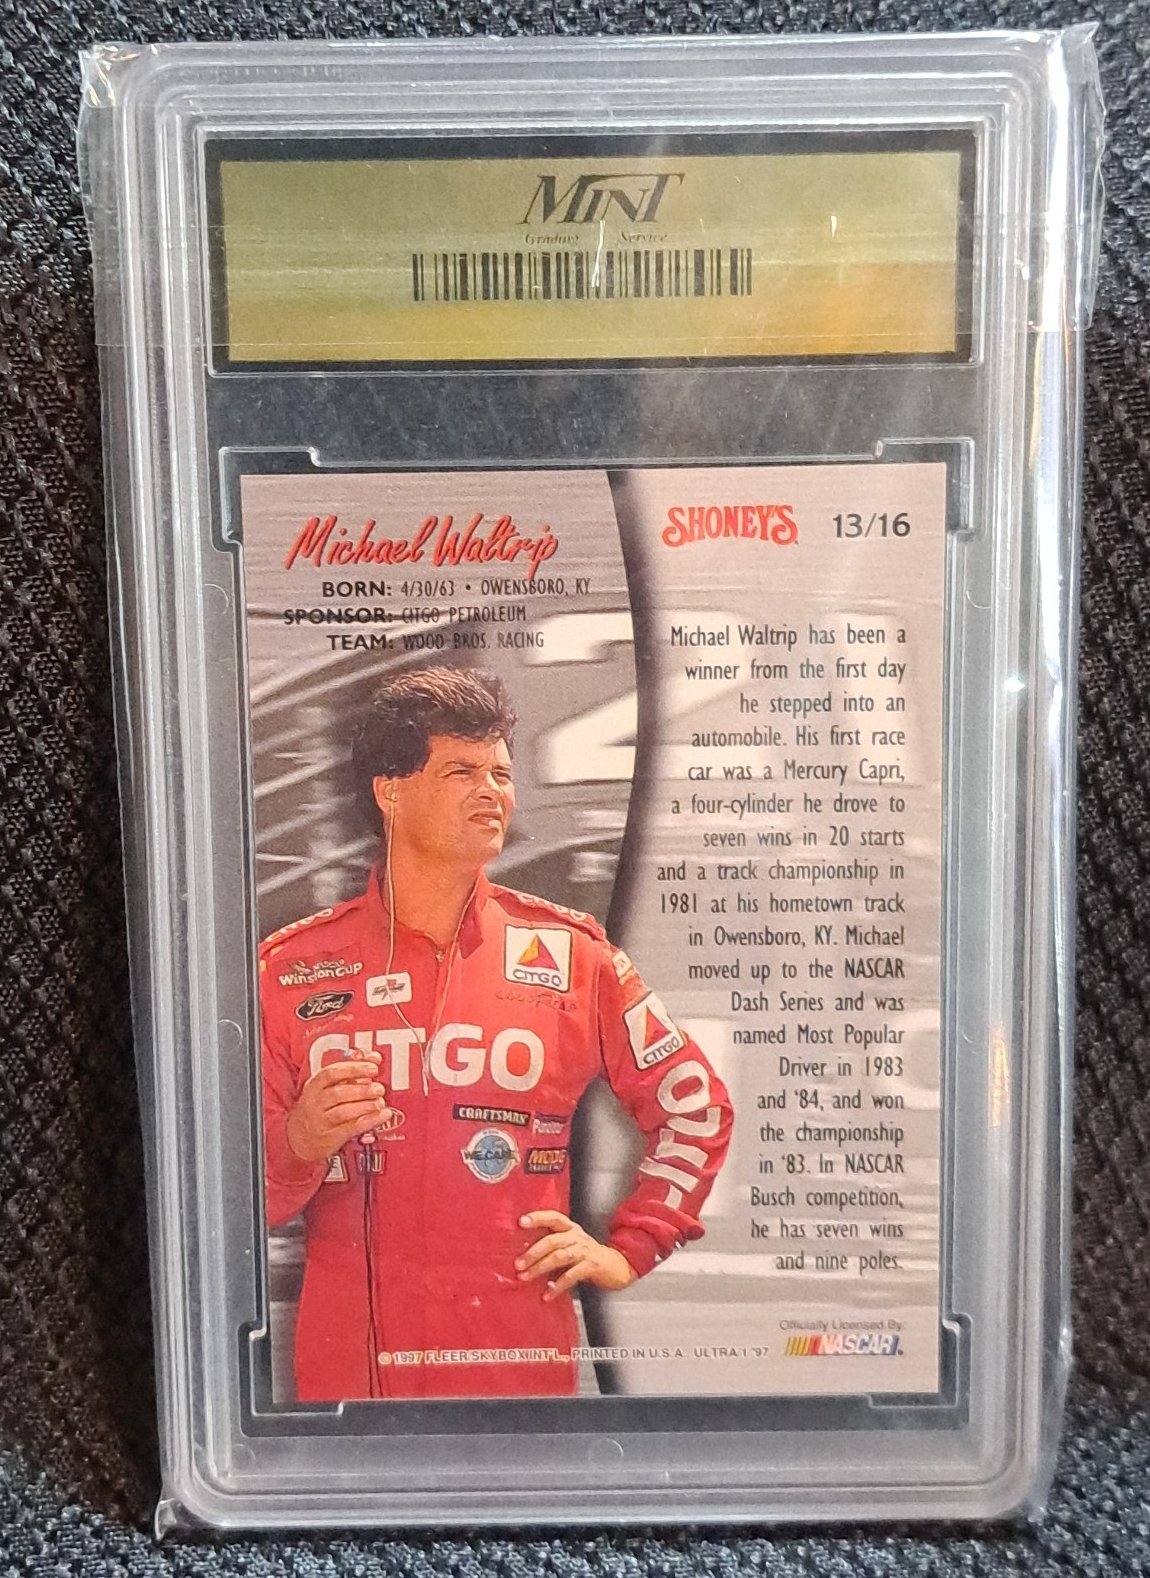 MINT
Grading Service
Michael Waltrip
BORN: 4/30/63 • OWENSBORO, KY
SPONSOR: CITGO PETROLEUM
TEAM: WOOD BROS. RACING
SHONEY'S 13/16
Michael Waltrip has been a
winner from the first day
he stepped into an
automobile. His first race
car was a Mercury Capri,
a four-cylinder he drove to
seven wins in 20 starts
and a track championship in
1981 at his hometown track
in Owensboro, KY. Michael
moved up to the NASCAR
Dash Series and was
named Most Popular
Driver in 1983
and '84, and won
the championship
in '83. In NASCAR
Busch competition,
he has seven wins
and nine poles.
2
NASCAR
Winston Cup
Ford
CITGO
CITGO
CITGO
CITGO
CRAFTSMAN
WE CARE
Officially Licensed By:
NASCAR.
© 1997 FLEER/SKYBOX INT'L., PRINTED IN U.S.A. ULTRA 1 '97